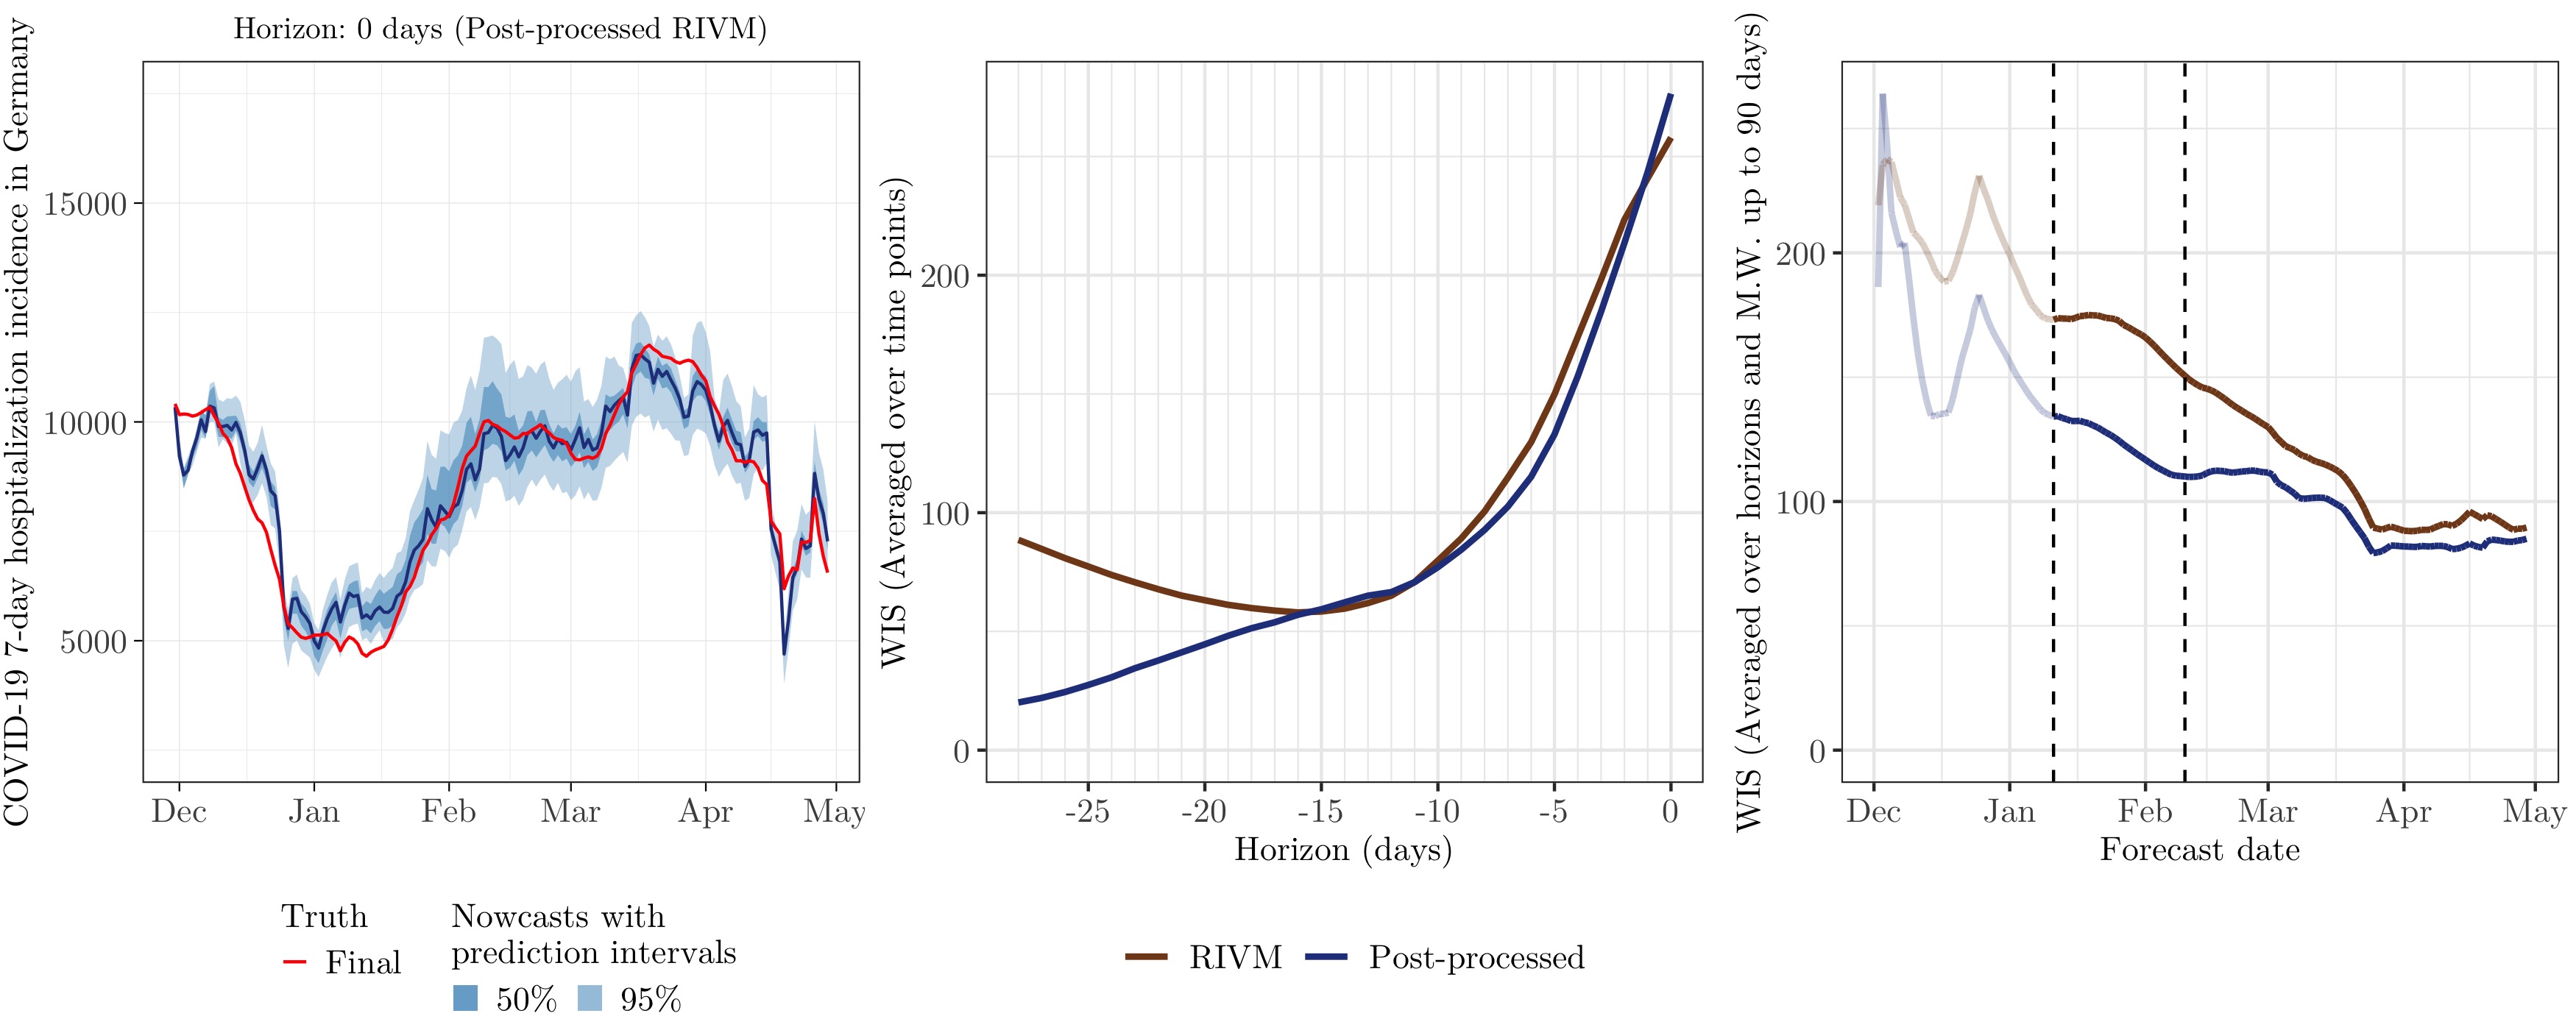 Horizon: 0 days (Post-processed RIVM)
COVID-19 7-day hospitalization incidence in Germany
15000
10000
5000
Dec Jan Feb Mar Apr May
Truth
Final
Nowcasts with
prediction intervals
50% 95%
WIS (Averaged over time points)
200
100
0
-25 -20 -15 -10 -5 0
Horizon (days)
RIVM Post-processed
WIS (Averaged over horizons and M.W. up to 90 days)
200
100
0
Dec Jan Feb Mar Apr May
Forecast date